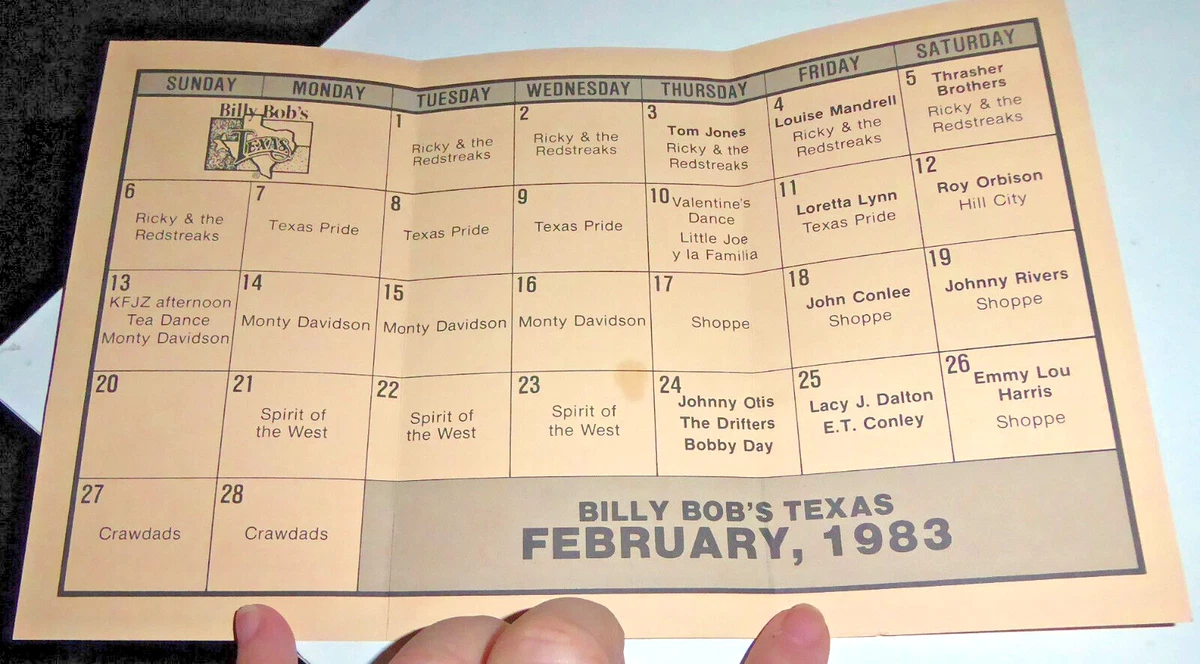 SUNDAY MONDAY TUESDAY WEDNESDAY THURSDAY FRIDAY SATURDAY
Billy Bob's
TEXAS
1
Ricky & the
Redstreaks
2
Ricky & the
Redstreaks
3
Tom Jones
Ricky & the
Redstreaks
4
Louise Mandrell
Ricky & the
Redstreaks
5
Thrasher
Brothers
Ricky & the
Redstreaks
6
Ricky & the
Redstreaks
7
Texas Pride
8
Texas Pride
9
Texas Pride
10
Valentine's
Dance
Little Joe
y la Familia
11
Loretta Lynn
Texas Pride
12
Roy Orbison
Hill City
13
KFJZ afternoon
Tea Dance
Monty Davidson
14
Monty Davidson
15
Monty Davidson
16
Monty Davidson
17
Shoppe
18
John Conlee
Shoppe
19
Johnny Rivers
Shoppe
20
21
Spirit of
the West
22
Spirit of
the West
23
Spirit of
the West
24
Johnny Otis
The Drifters
Bobby Day
25
Lacy J. Dalton
E.T. Conley
26
Emmy Lou
Harris
Shoppe
27
Crawdads
28
Crawdads
BILLY BOB'S TEXAS
FEBRUARY, 1983